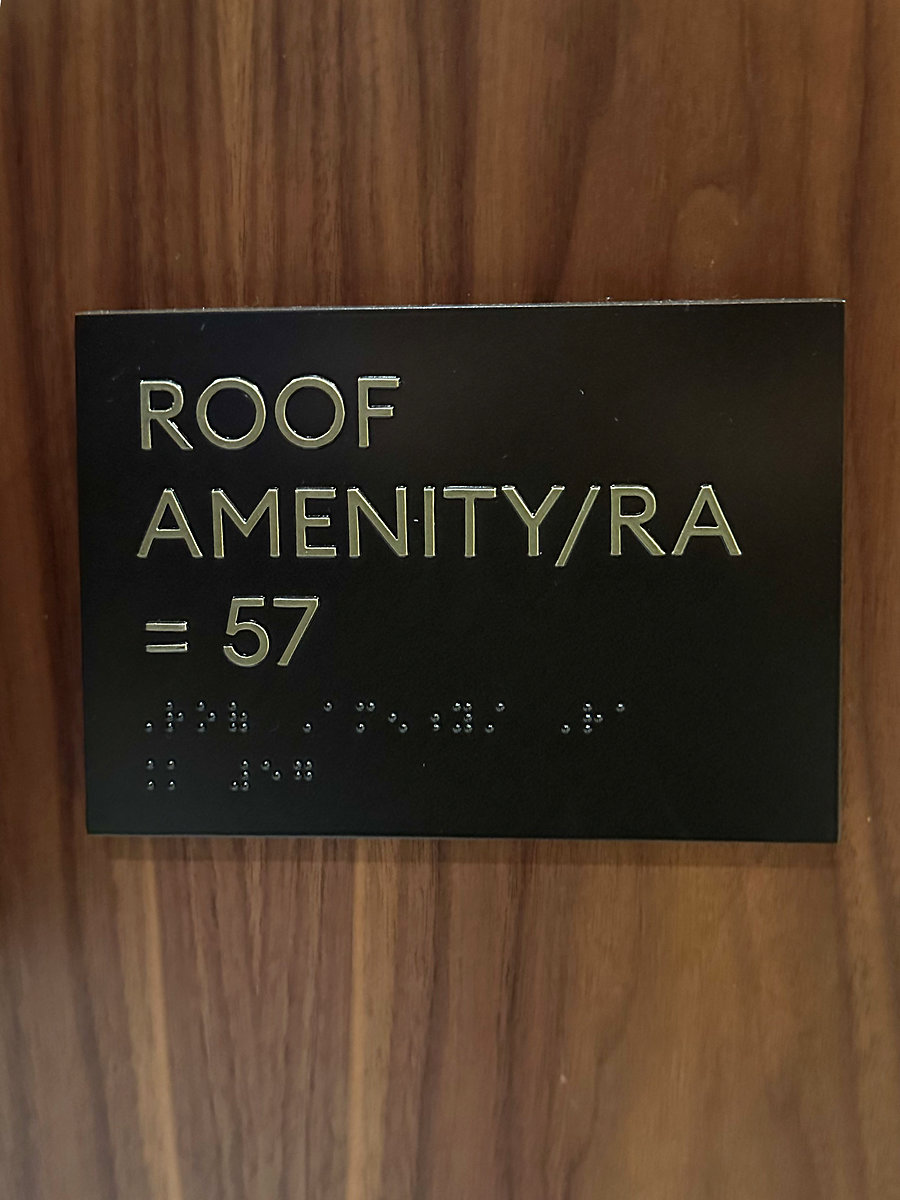 ROOF
AMENITY/RA
= 57